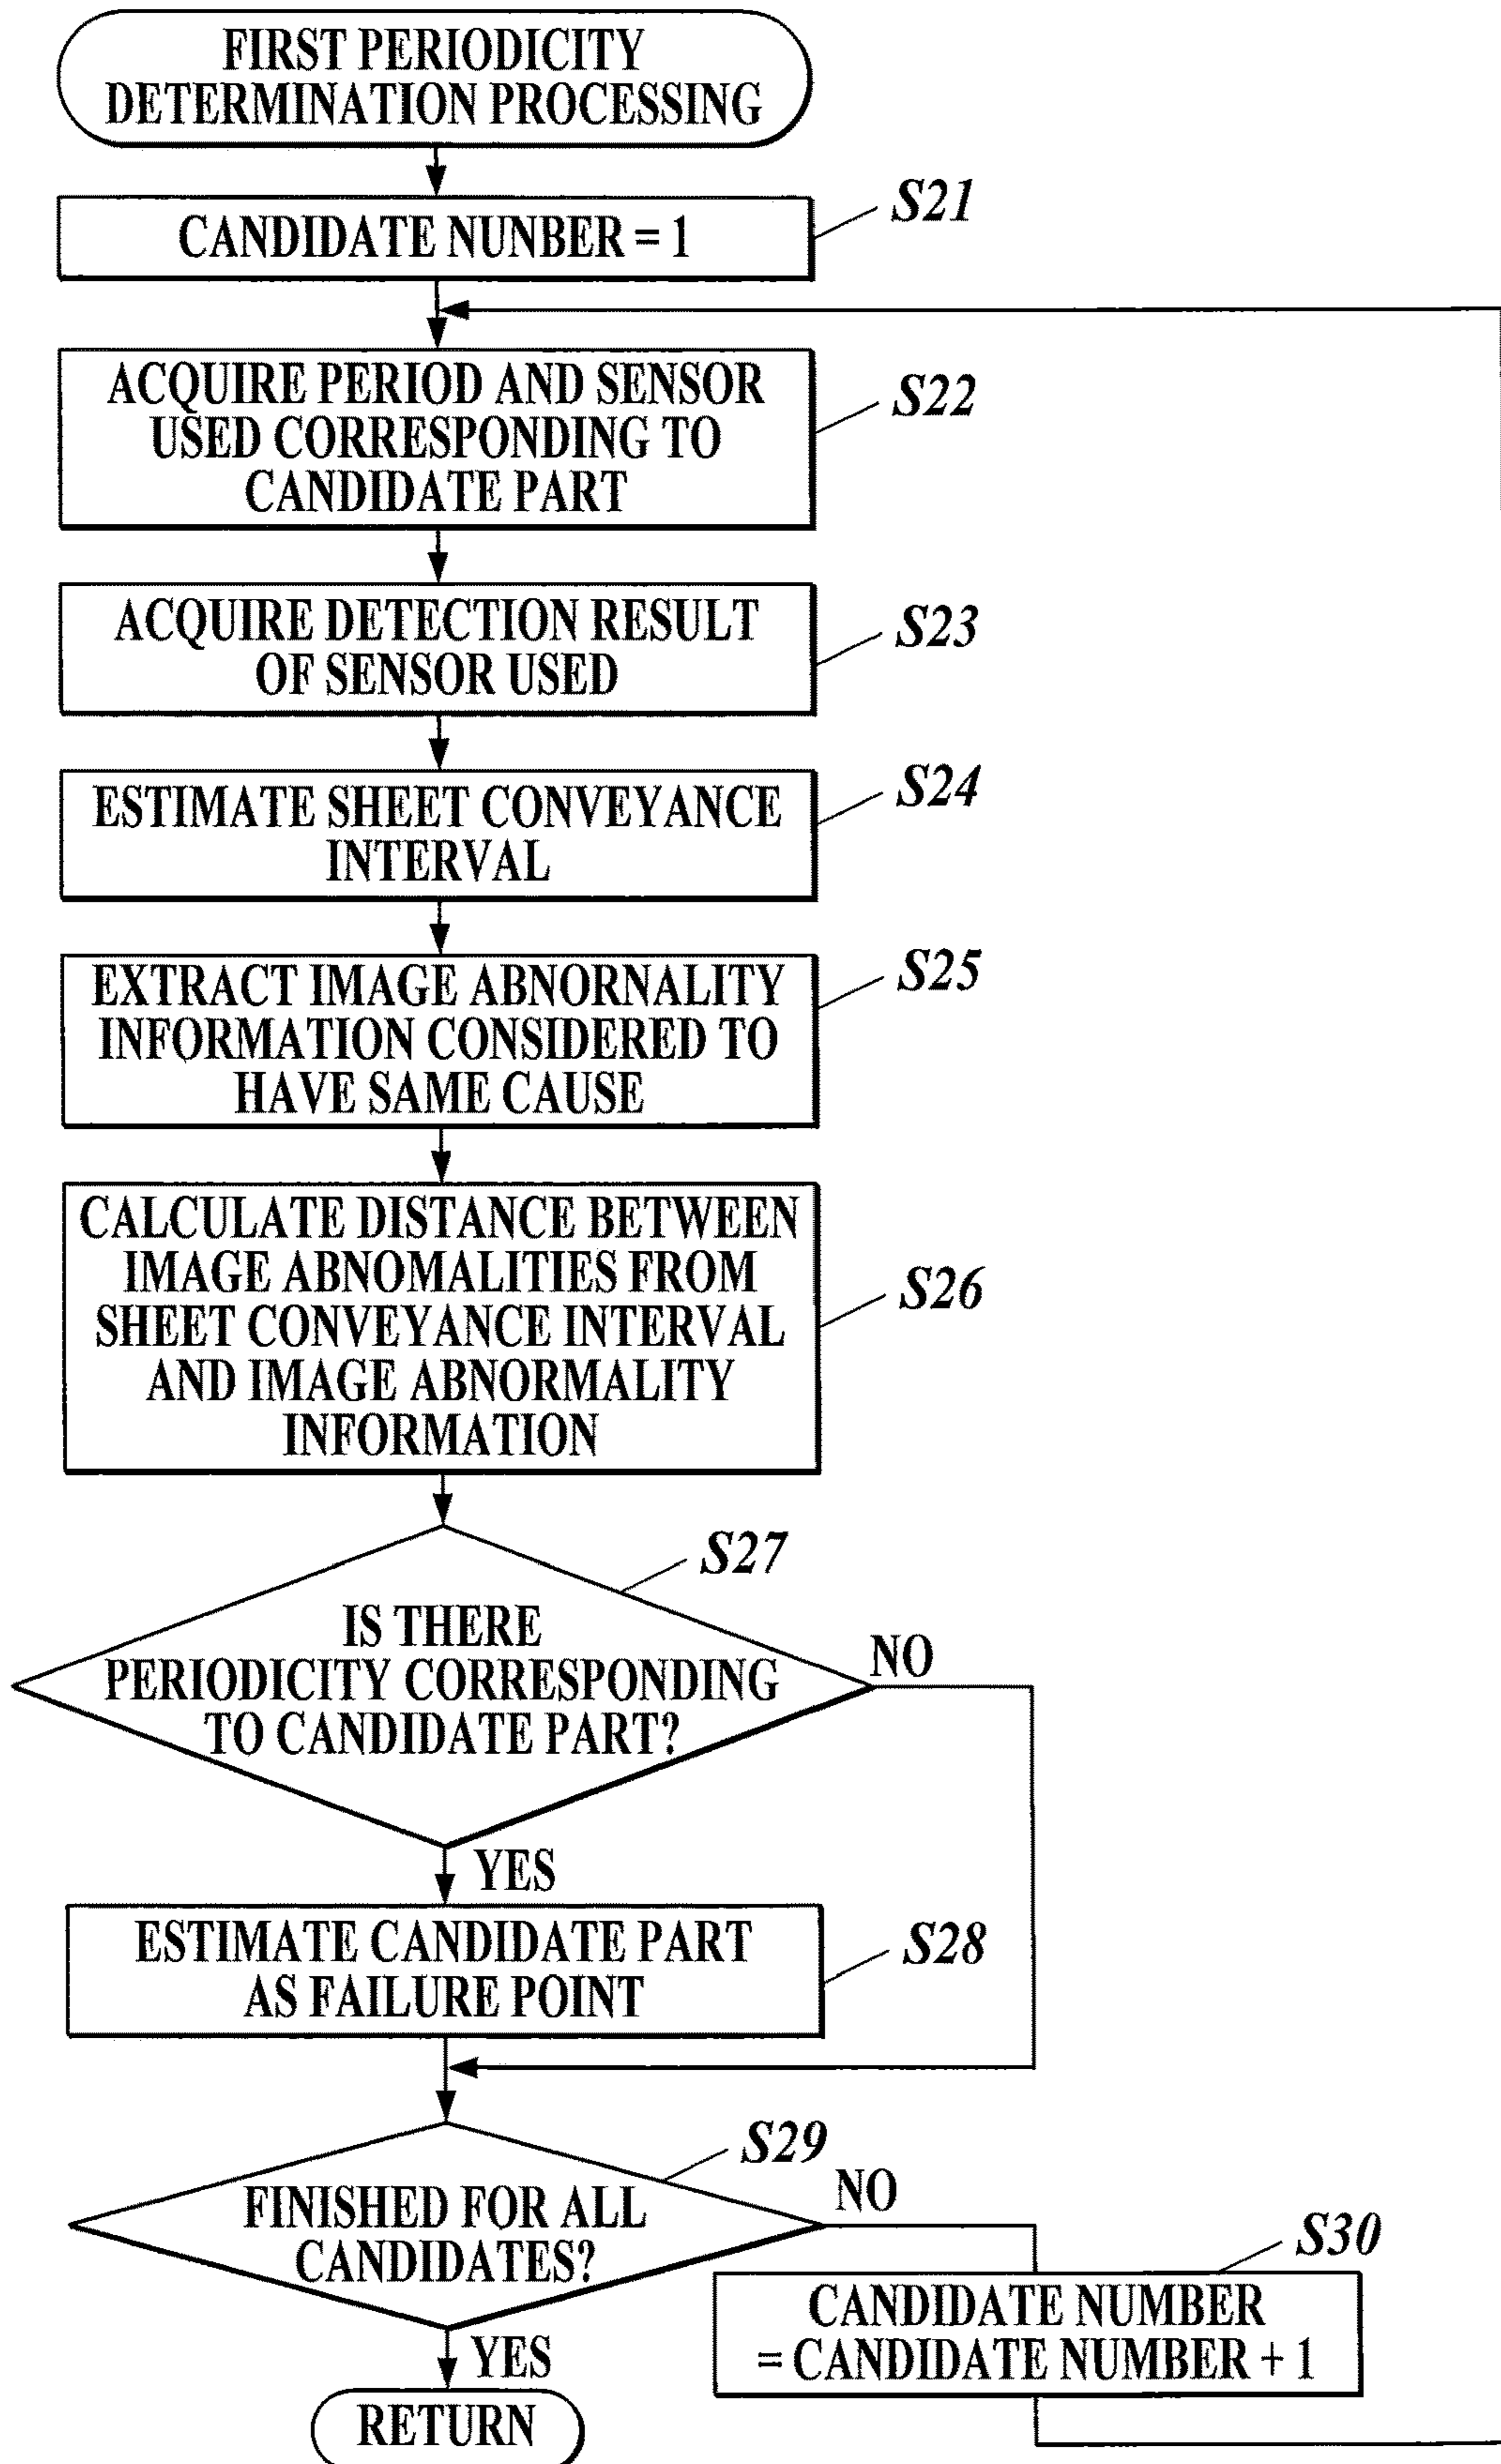 FIRST PERIODICITY
DETERMINATION PROCESSING
S21
CANDIDATE NUNBER = 1
ACQUIRE PERIOD AND SENSOR
USED CORRESPONDING TO
CANDIDATE PART
S22
ACQUIRE DETECTION RESULT
OF SENSOR USED
S23
ESTIMATE SHEET CONVEYANCE
INTERVAL
S24
EXTRACT IMAGE ABNORNALITY
INFORMATION CONSIDERED TO
HAVE SAME CAUSE
S25
CALCULATE DISTANCE BETWEEN
IMAGE ABNOMALITIES FROM
SHEET CONVEYANCE INTERVAL
AND IMAGE ABNORMALITY
INFORMATION
S26
S27
IS THERE
PERIODICITY CORRESPONDING
TO CANDIDATE PART?
NO
YES
ESTIMATE CANDIDATE PART
AS FAILURE POINT
S28
S29
FINISHED FOR ALL
CANDIDATES?
NO
S30
CANDIDATE NUMBER
= CANDIDATE NUMBER + 1
YES
RETURN